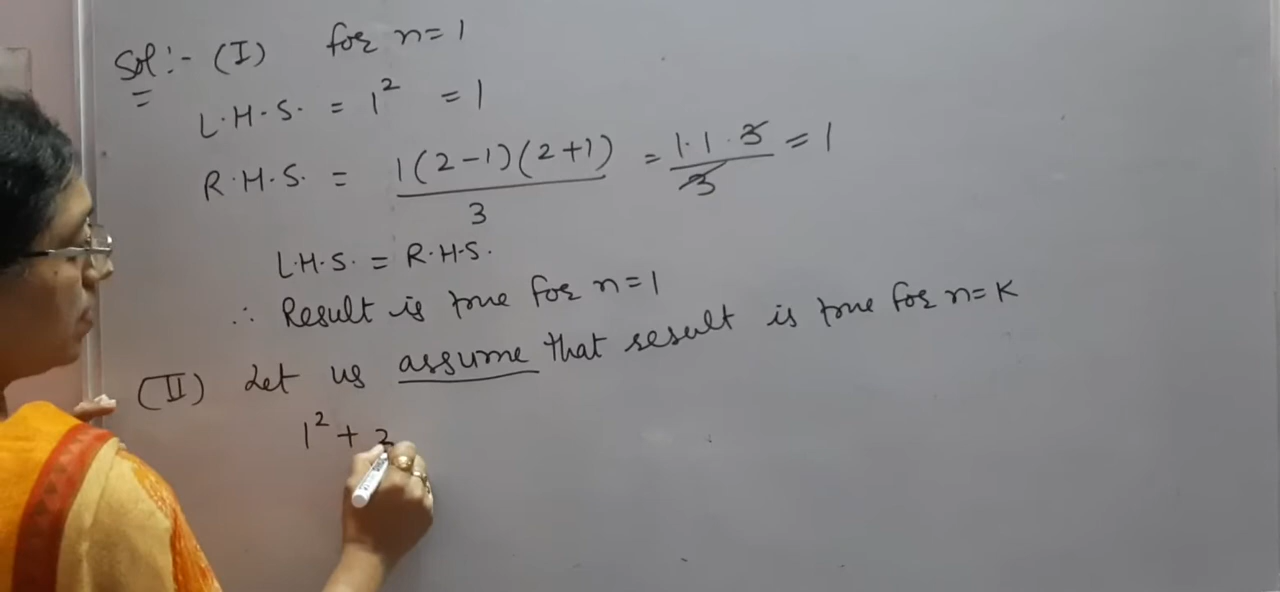 Sol:- (I) for n=1
L.H.S. = 1² = 1
R.H.S. = 1(2-1)(2+1)/3 = 1.1.3/3 = 1
L.H.S. = R.H.S.
∴ Result is true for n=1
(II) Let us assume that result is true for n=K
1² + 3